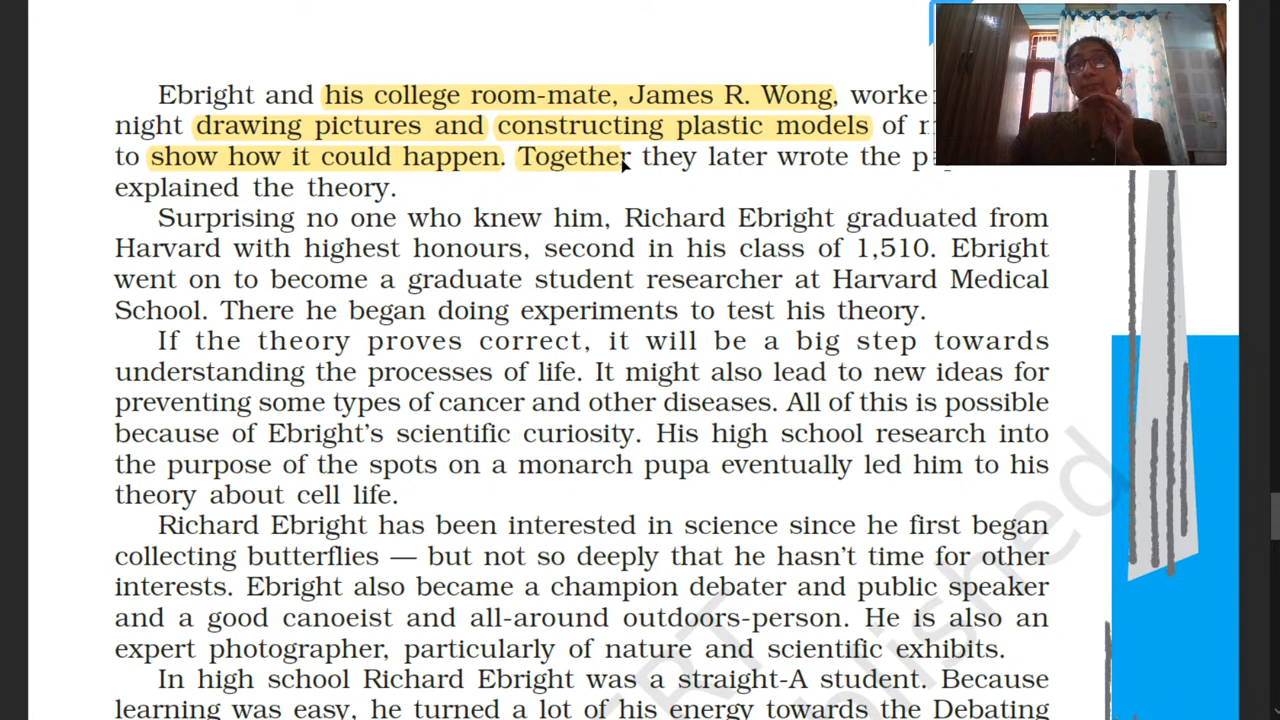 Ebright and his college room-mate, James R. Wong, worke
night drawing pictures and constructing plastic models of
to show how it could happen. Together they later wrote the
explained the theory.
Surprising no one who knew him, Richard Ebright graduated from
Harvard with highest honours, second in his class of 1,510. Ebright
went on to become a graduate student researcher at Harvard Medical
School. There he began doing experiments to test his theory.
If the theory proves correct, it will be a big step towards
understanding the processes of life. It might also lead to new ideas for
preventing some types of cancer and other diseases. All of this is possible
because of Ebright's scientific curiosity. His high school research into
the purpose of the spots on a monarch pupa eventually led him to his
theory about cell life.
Richard Ebright has been interested in science since he first began
collecting butterflies — but not so deeply that he hasn't time for other
interests. Ebright also became a champion debater and public speaker
and a good canoeist and all-around outdoors-person. He is also an
expert photographer, particularly of nature and scientific exhibits.
In high school Richard Ebright was a straight-A student. Because
learning was easy, he turned a lot of his energy towards the Debating